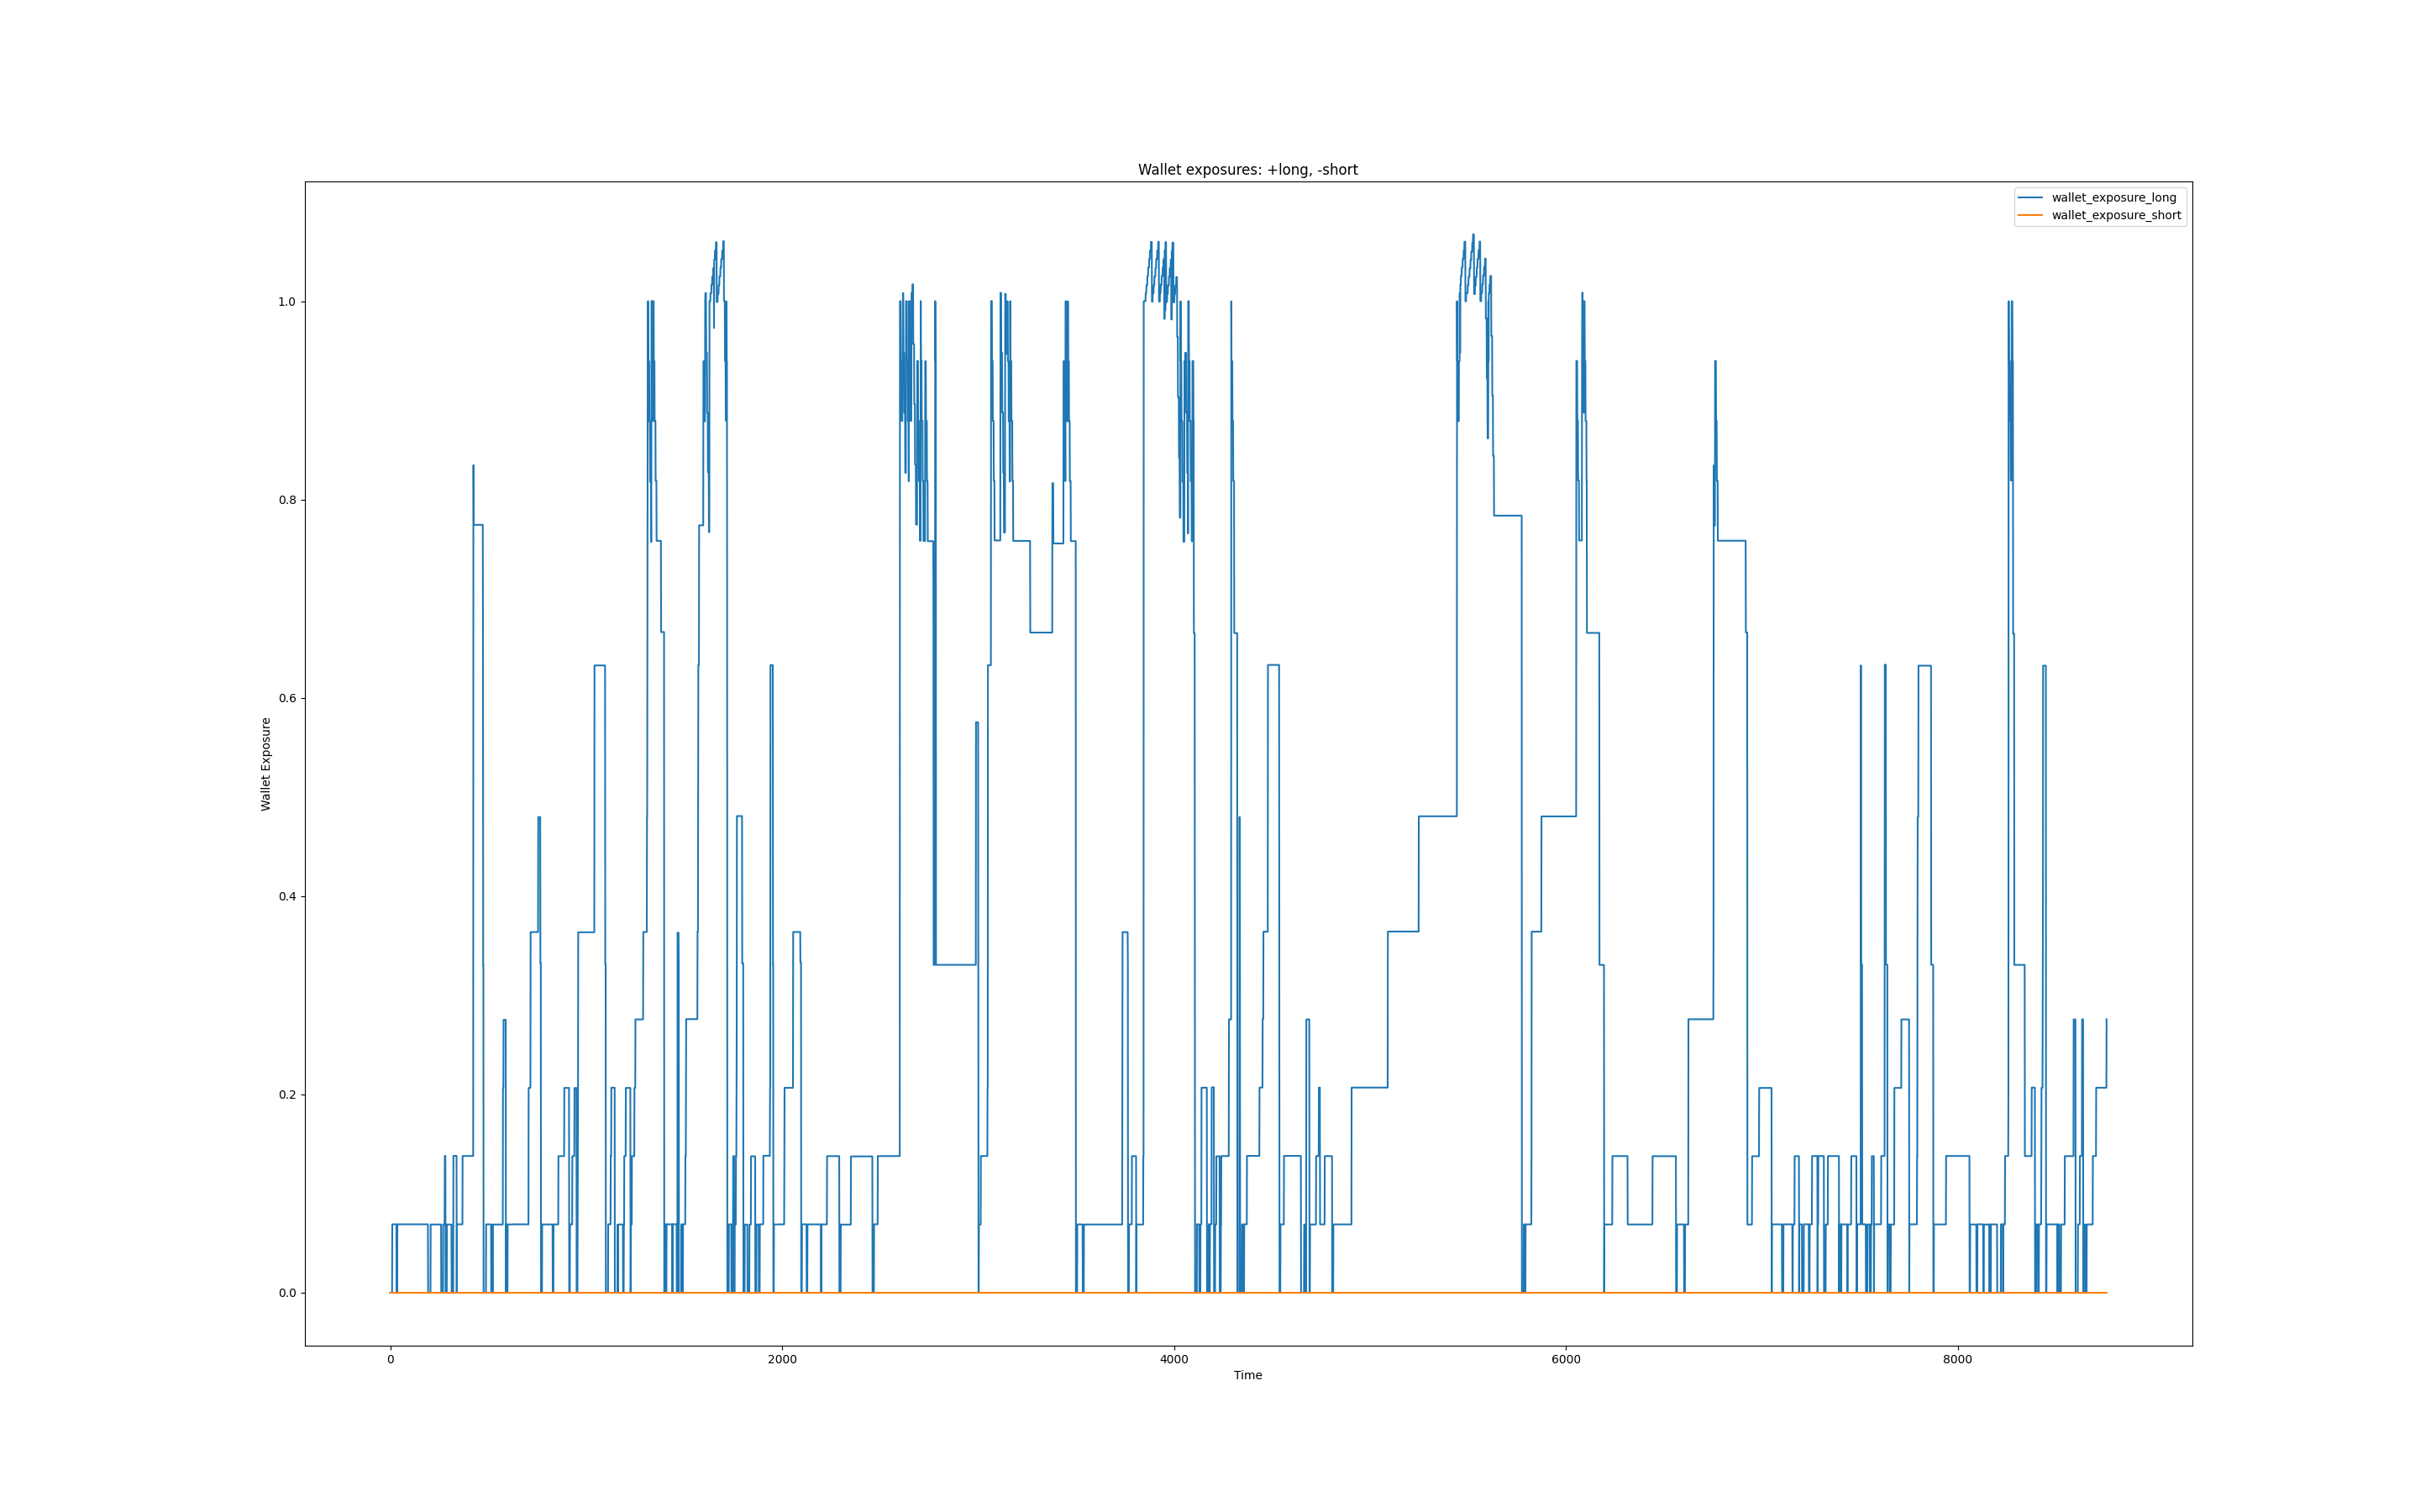 Wallet exposures: +long, -short
wallet_exposure_long
wallet_exposure_short
1.0
0.8
0.6
0.4
0.2
0.0
Wallet Exposure
0 2000 4000 6000 8000
Time